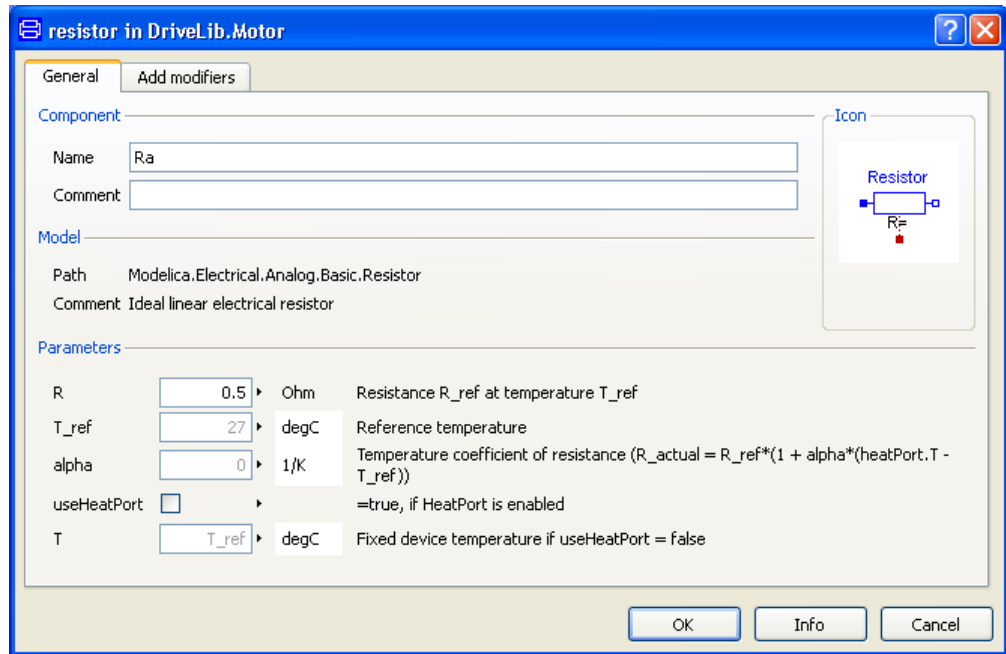 resistor in DriveLib.Motor
General Add modifiers
Component
Name Ra
Comment
Icon
Resistor
R=
Model
Path Modelica.Electrical.Analog.Basic.Resistor
Comment Ideal linear electrical resistor
Parameters
R 0.5 Ohm Resistance R_ref at temperature T_ref
T_ref 27 degC Reference temperature
alpha 0 1/K Temperature coefficient of resistance (R_actual = R_ref*(1 + alpha*(heatPort.T -
T_ref))
useHeatPort =true, if HeatPort is enabled
T T_ref degC Fixed device temperature if useHeatPort = false
OK Info Cancel